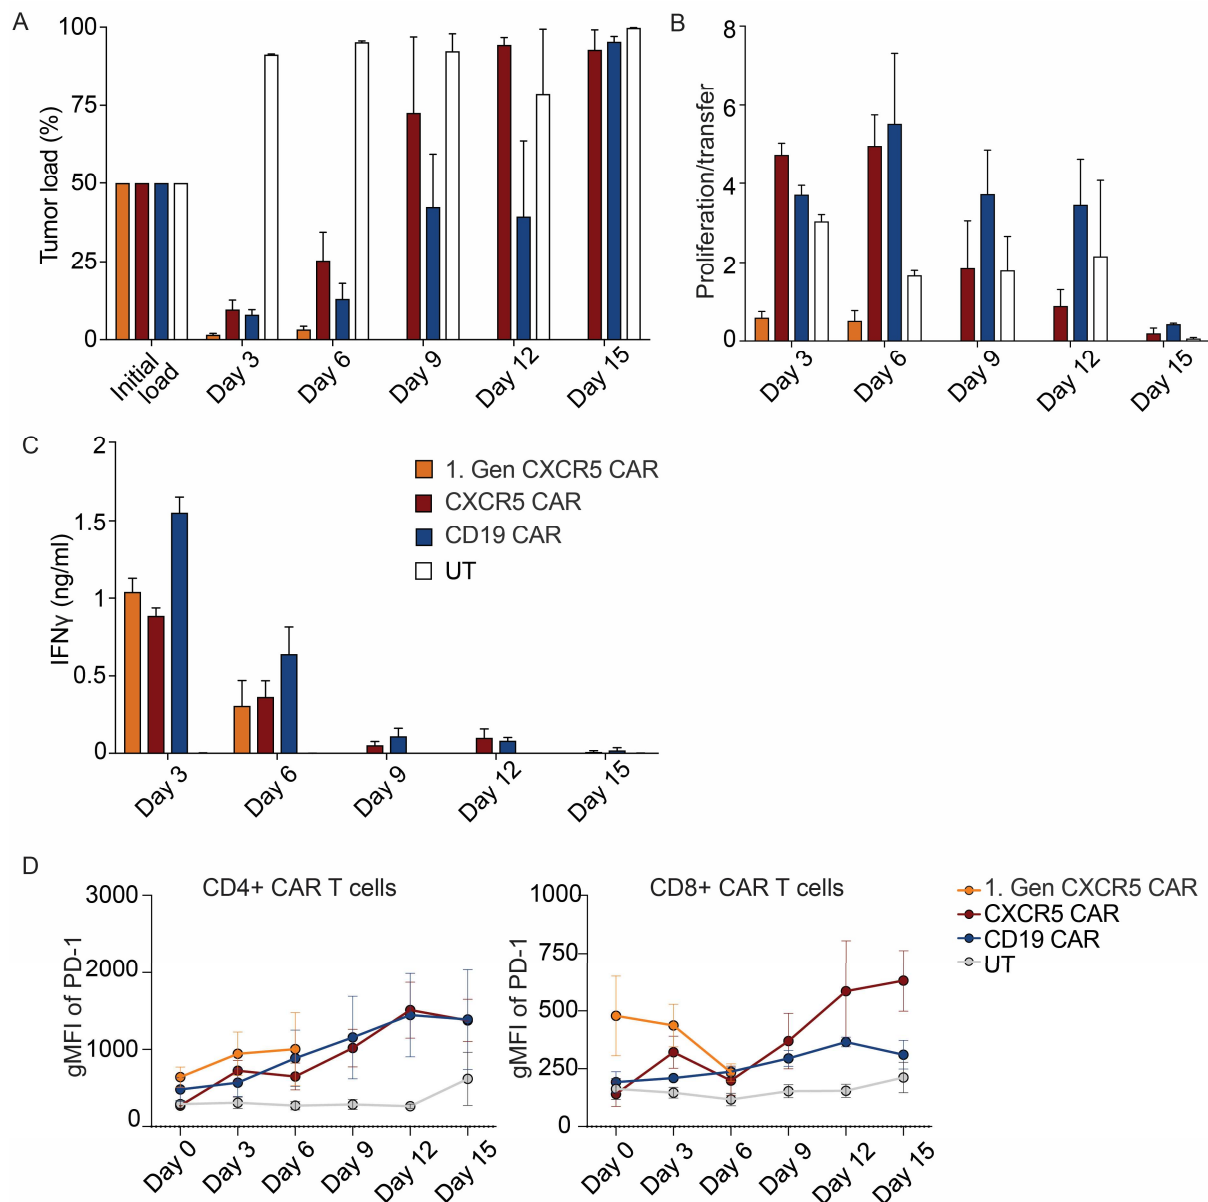 A
Tumor load (%)
100
75
50
25
0
Initial load
Day 3
Day 6
Day 9
Day 12
Day 15
B
Proliferation/transfer
8
6
4
2
0
Day 3
Day 6
Day 9
Day 12
Day 15
C
IFNγ (ng/ml)
2
1.5
1
0.5
0
Day 3
Day 6
Day 9
Day 12
Day 15
1. Gen CXCR5 CAR
CXCR5 CAR
CD19 CAR
UT
D
CD4+ CAR T cells
gMFI of PD-1
3000
2000
1000
0
Day 0
Day 3
Day 6
Day 9
Day 12
Day 15
CD8+ CAR T cells
gMFI of PD-1
1000
750
500
250
0
Day 0
Day 3
Day 6
Day 9
Day 12
Day 15
1. Gen CXCR5 CAR
CXCR5 CAR
CD19 CAR
UT